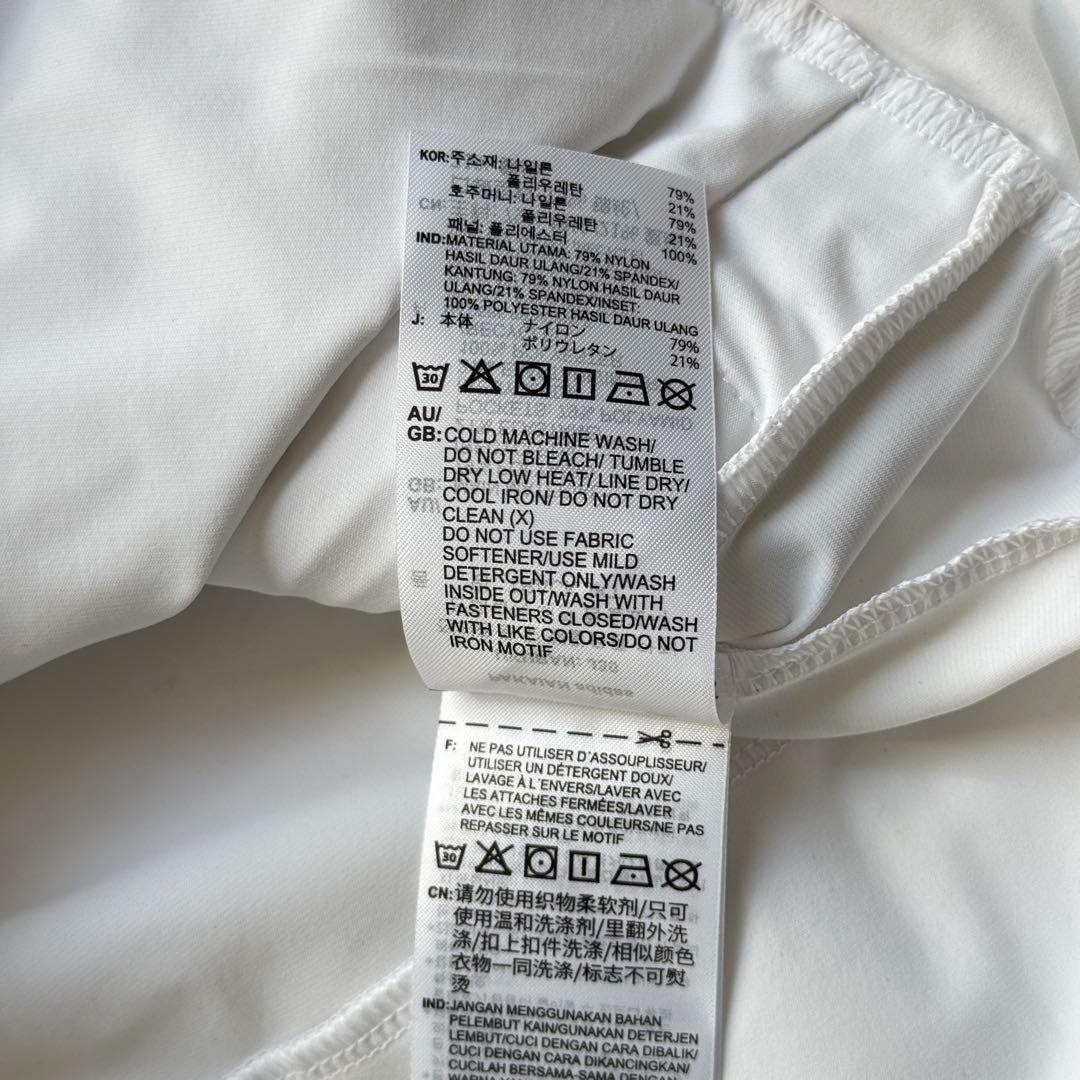 KOR:주소재: 나일론 79%
폴리우레탄 21%
호주머니: 나일론 79%
폴리우레탄 21%
패널: 폴리에스터 100%
IND:MATERIAL UTAMA: 79% NYLON
HASIL DAUR ULANG/21% SPANDEX/
KANTUNG: 79% NYLON HASIL DAUR
ULANG/21% SPANDEX/INSET:
100% POLYESTER HASIL DAUR ULANG
J: 本体 ナイロン 79%
ポリウレタン 21%
30
AU/
GB:COLD MACHINE WASH/
DO NOT BLEACH/ TUMBLE
DRY LOW HEAT/ LINE DRY/
COOL IRON/ DO NOT DRY
CLEAN (X)
DO NOT USE FABRIC
SOFTENER/USE MILD
DETERGENT ONLY/WASH
INSIDE OUT/WASH WITH
FASTENERS CLOSED/WASH
WITH LIKE COLORS/DO NOT
IRON MOTIF
F: NE PAS UTILISER D'ASSOUPLISSEUR/
UTILISER UN DÉTERGENT DOUX/
LAVAGE À L'ENVERS/LAVER AVEC
LES ATTACHES FERMÉES/LAVER
AVEC LES MÊMES COULEURS/NE PAS
REPASSER SUR LE MOTIF
30
CN:请勿使用织物柔软剂/只可
使用温和洗涤剂/里翻外洗
涤/扣上扣件洗涤/相似颜色
衣物一同洗涤/标志不可熨
烫
IND:JANGAN MENGGUNAKAN BAHAN
PELEMBUT KAIN/GUNAKAN DETERJEN
LEMBUT/CUCI DENGAN CARA DIBALIK/
CUCI DENGAN CARA DIKANCINGKAN/
CUCILAH BERSAMA-SAMA DENGAN